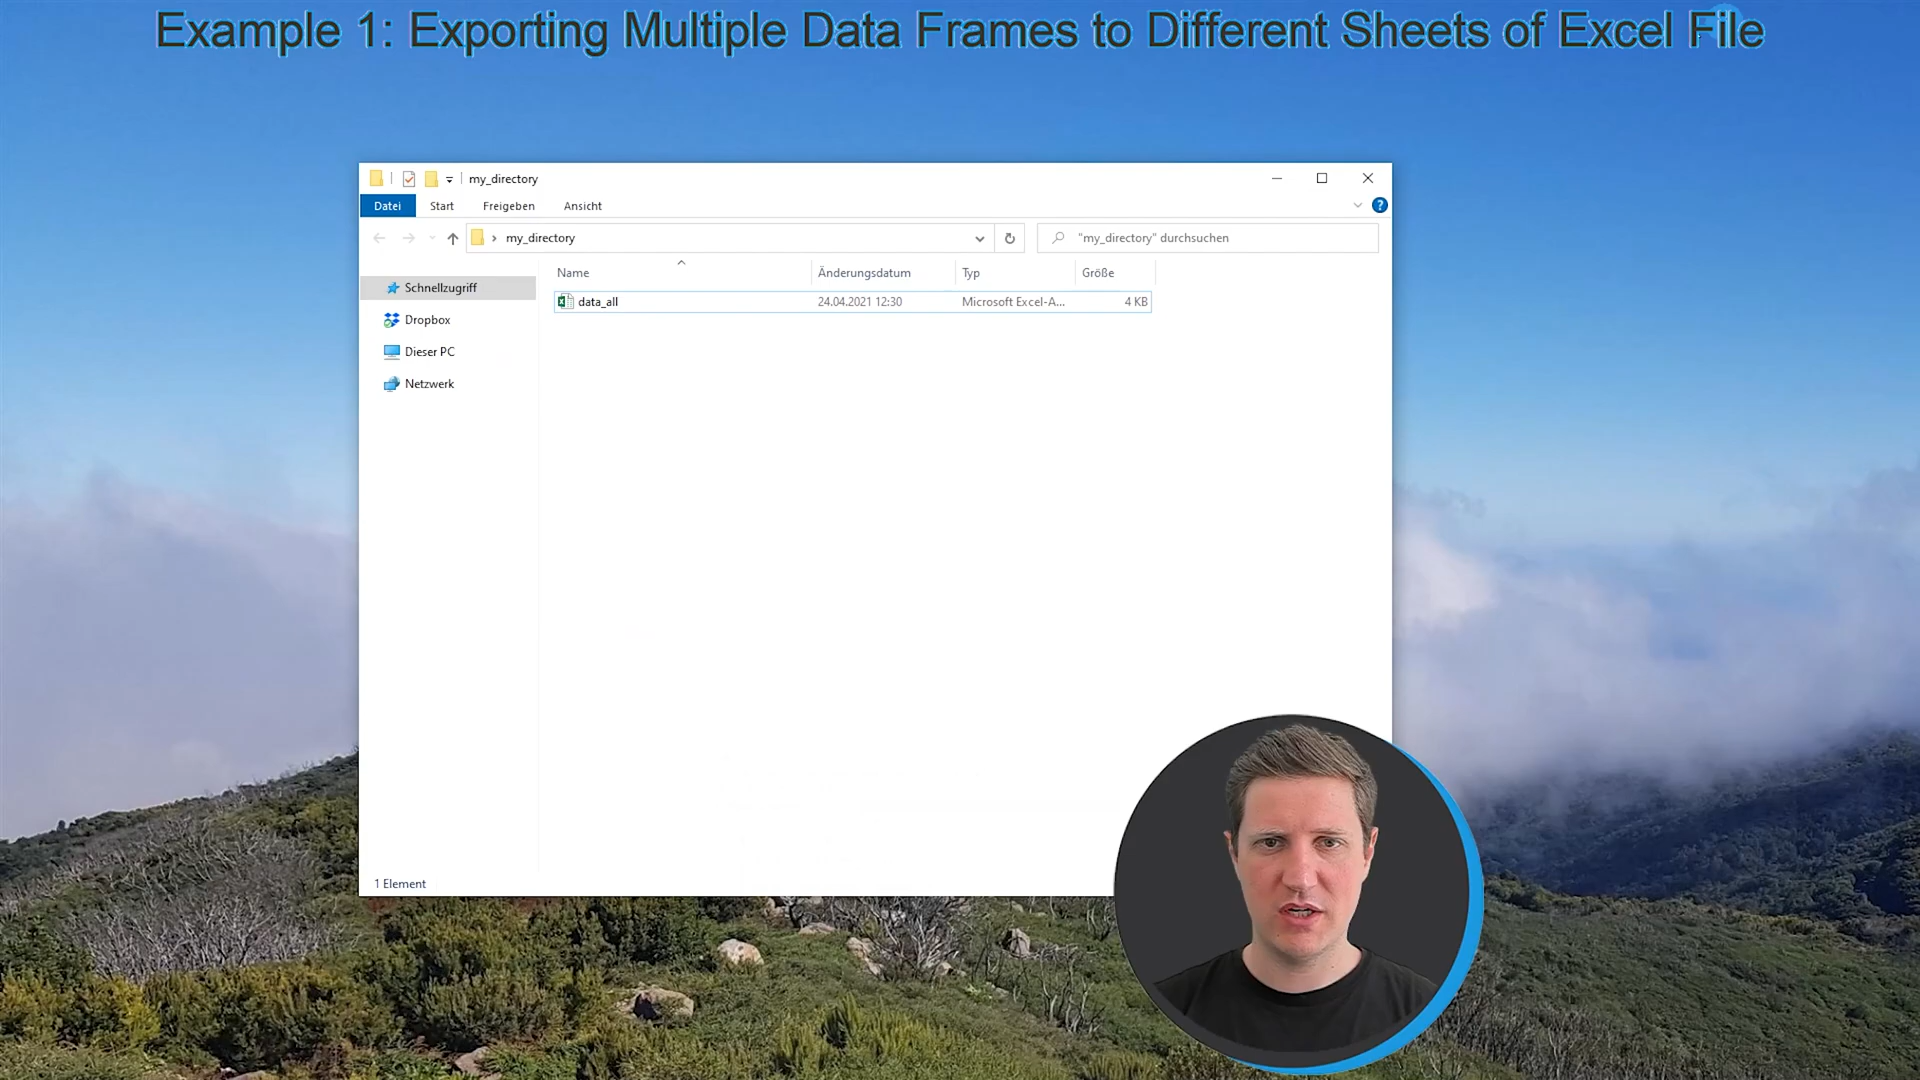 Example 1: Exporting Multiple Data Frames to Different Sheets of Excel File
my_directory
Datei Start Freigeben Ansicht
my_directory
"my_directory" durchsuchen
Name Änderungsdatum Typ Größe
Schnellzugriff
data_all 24.04.2021 12:30 Microsoft Excel-A... 4 KB
Dropbox
Dieser PC
Netzwerk
1 Element